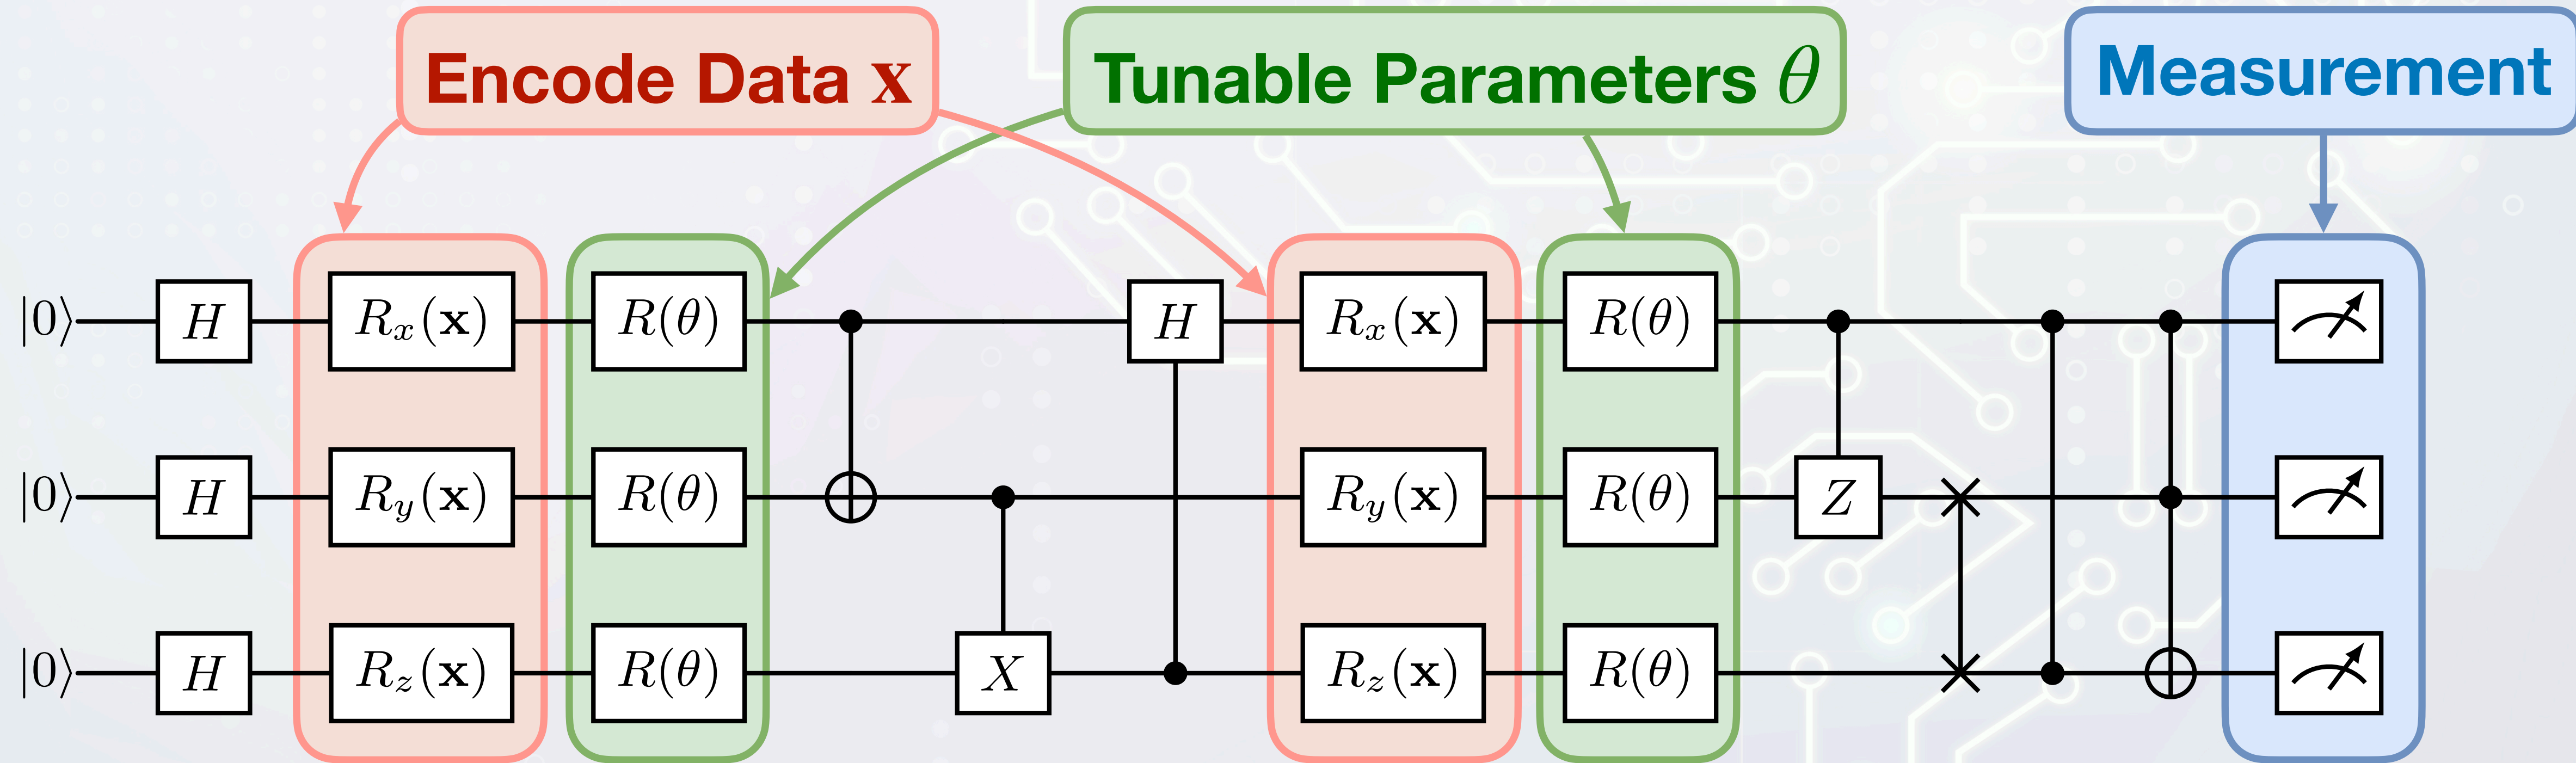 Encode Data x
Tunable Parameters θ
Measurement
|0⟩ H Rx(x) R(θ) H Rx(x) R(θ)
|0⟩ H Ry(x) R(θ) Ry(x) R(θ) Z
|0⟩ H Rz(x) R(θ) X Rz(x) R(θ)